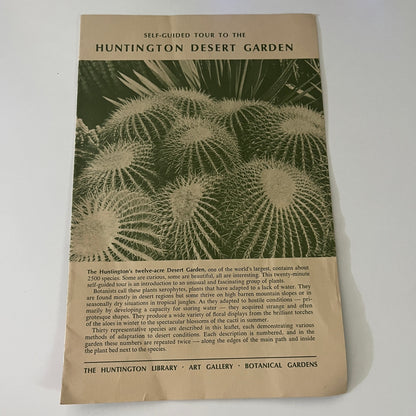 SELF-GUIDED TOUR TO THE
HUNTINGTON DESERT GARDEN
The Huntington's twelve-acre Desert Garden, one of the world's largest, contains about
2500 species. Some are curious, some are beautiful, all are interesting. This twenty-minute
self-guided tour is an introduction to an unusual and fascinating group of plants.
Botanists call these plants xerophytes, plants that have adapted to a lack of water. They
are found mostly in desert regions but some thrive on high barren mountain slopes or in
seasonally dry situations in tropical jungles. As they adapted to hostile conditions — pri-
marily by developing a capacity for storing water — they acquired strange and often
grotesque shapes. They produce a wide variety of floral displays from the brilliant torches
of the aloes in winter to the spectacular blossoms of the cacti in summer.
Thirty representative species are described in this leaflet, each demonstrating various
methods of adaptation to desert conditions. Each description is numbered, and in the
garden these numbers are repeated twice — along the edges of the main path and inside
the plant bed next to the species.
THE HUNTINGTON LIBRARY · ART GALLERY · BOTANICAL GARDENS